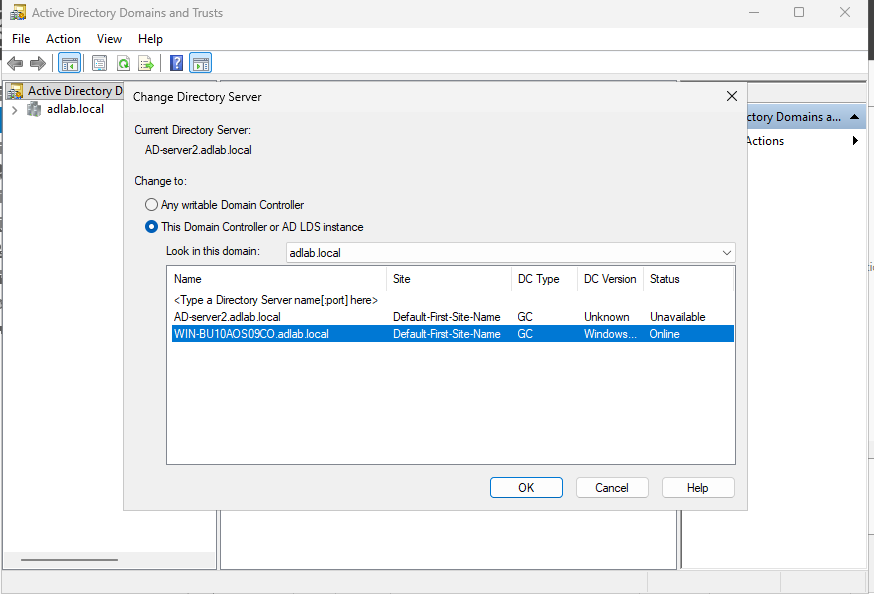 Active Directory Domains and Trusts
File Action View Help
Active Directory D
adlab.local
Change Directory Server
Current Directory Server:
AD-server2.adlab.local
Change to:
Any writable Domain Controller
This Domain Controller or AD LDS instance
Look in this domain: adlab.local
Name Site DC Type DC Version Status
<Type a Directory Server name[:port] here>
AD-server2.adlab.local Default-First-Site-Name GC Unknown Unavailable
WIN-BU10AOS09CO.adlab.local Default-First-Site-Name GC Windows... Online
OK Cancel Help
ctory Domains a...
Actions